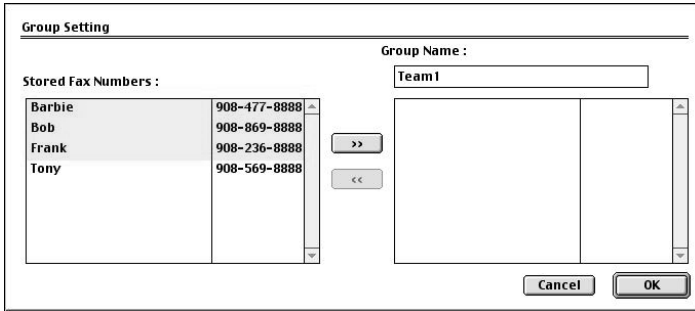 Group Setting
Group Name :
Team1
Stored Fax Numbers :
Barbie 908-477-8888
Bob 908-869-8888
Frank 908-236-8888
Tony 908-569-8888
>>
<<
Cancel OK